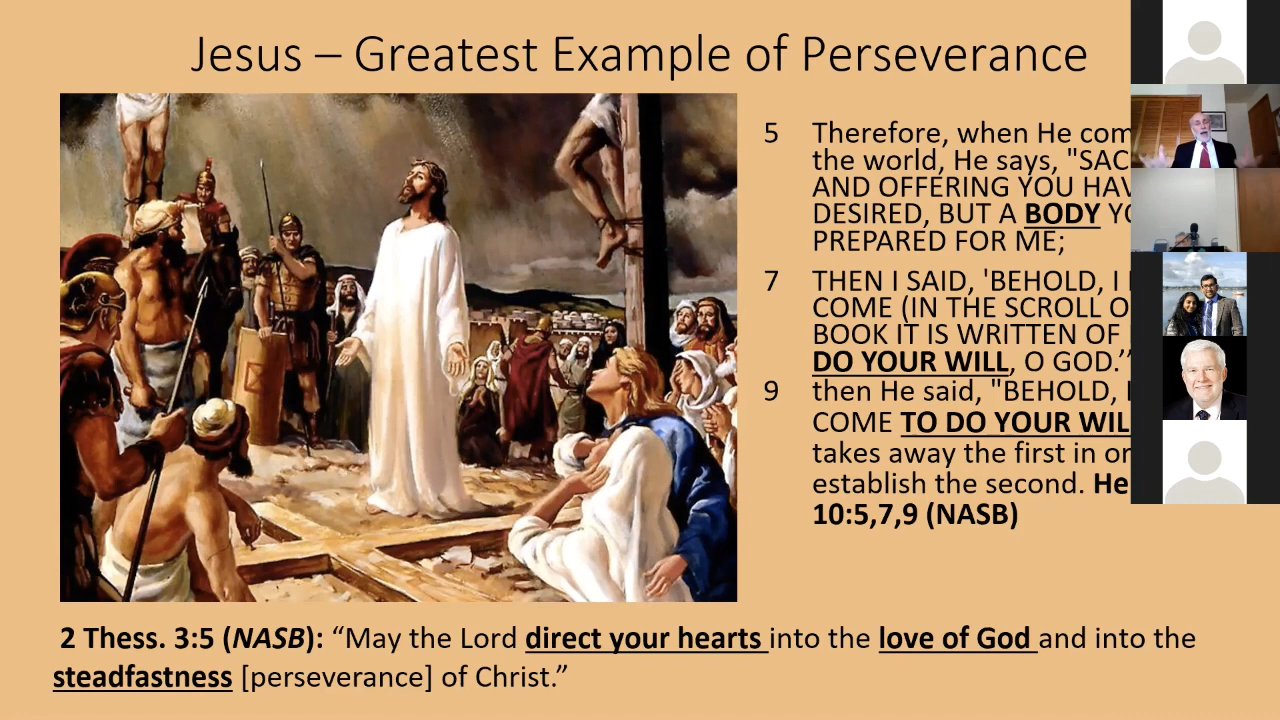 Jesus – Greatest Example of Perseverance
5 Therefore, when He com
the world, He says, "SAC
AND OFFERING YOU HAV
DESIRED, BUT A BODY YO
PREPARED FOR ME;
7 THEN I SAID, 'BEHOLD, I
COME (IN THE SCROLL O
BOOK IT IS WRITTEN OF
DO YOUR WILL, O GOD.'"
9 then He said, "BEHOLD, I
COME TO DO YOUR WIL
takes away the first in or
establish the second. He
10:5,7,9 (NASB)
2 Thess. 3:5 (NASB): “May the Lord direct your hearts into the love of God and into the
steadfastness [perseverance] of Christ.”